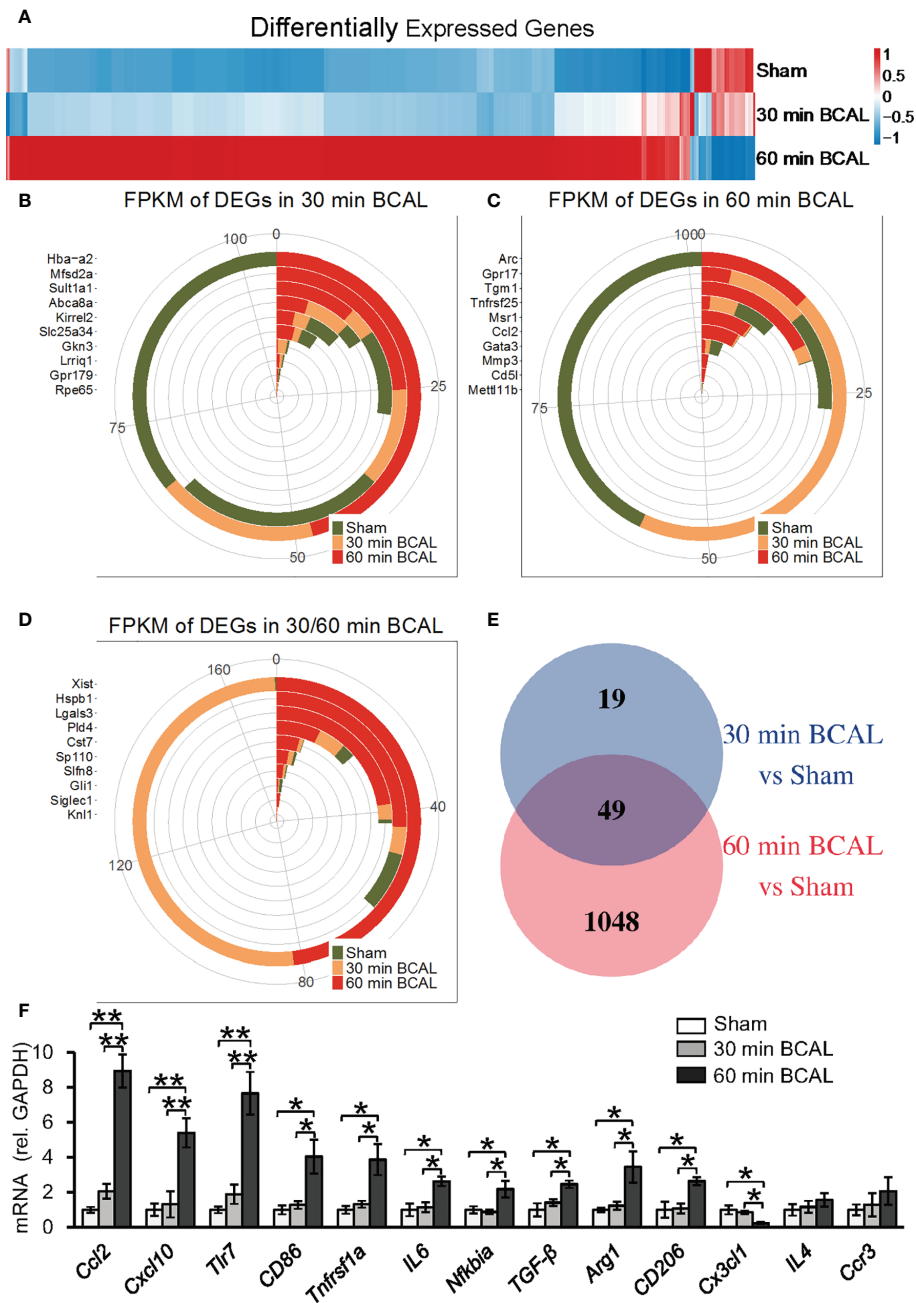 A
Differentially Expressed Genes
Sham
30 min BCAL
60 min BCAL
1
0.5
0
−0.5
−1
B
FPKM of DEGs in 30 min BCAL
Hba−a2
Mfsd2a
Sult1a1
Abca8a
Kirrel2
Slc25a34
Gkn3
Lrriq1
Gpr179
Rpe65
0
25
50
75
100
Sham
30 min BCAL
60 min BCAL
C
FPKM of DEGs in 60 min BCAL
Arc
Gpr17
Tgm1
Tnfrsf25
Msr1
Ccl2
Gata3
Mmp3
Cd5l
Mettl11b
1000
25
50
75
Sham
30 min BCAL
60 min BCAL
D
FPKM of DEGs in 30/60 min BCAL
Xist
Hspb1
Lgals3
Pld4
Cst7
Sp110
Slfn8
Gli1
Siglec1
Knl1
0
40
80
120
160
Sham
30 min BCAL
60 min BCAL
E
19
49
1048
30 min BCAL
vs Sham
60 min BCAL
vs Sham
F
mRNA (rel. GAPDH)
10
8
6
4
2
0
Sham
30 min BCAL
60 min BCAL
** ** ** ** ** ** * * * * * * * * * * * * * * * *
Ccl2
Cxcl10
Tlr7
CD86
Tnfrsf1a
IL6
Nfkbia
TGF-β
Arg1
CD206
Cx3cl1
IL4
Ccr3